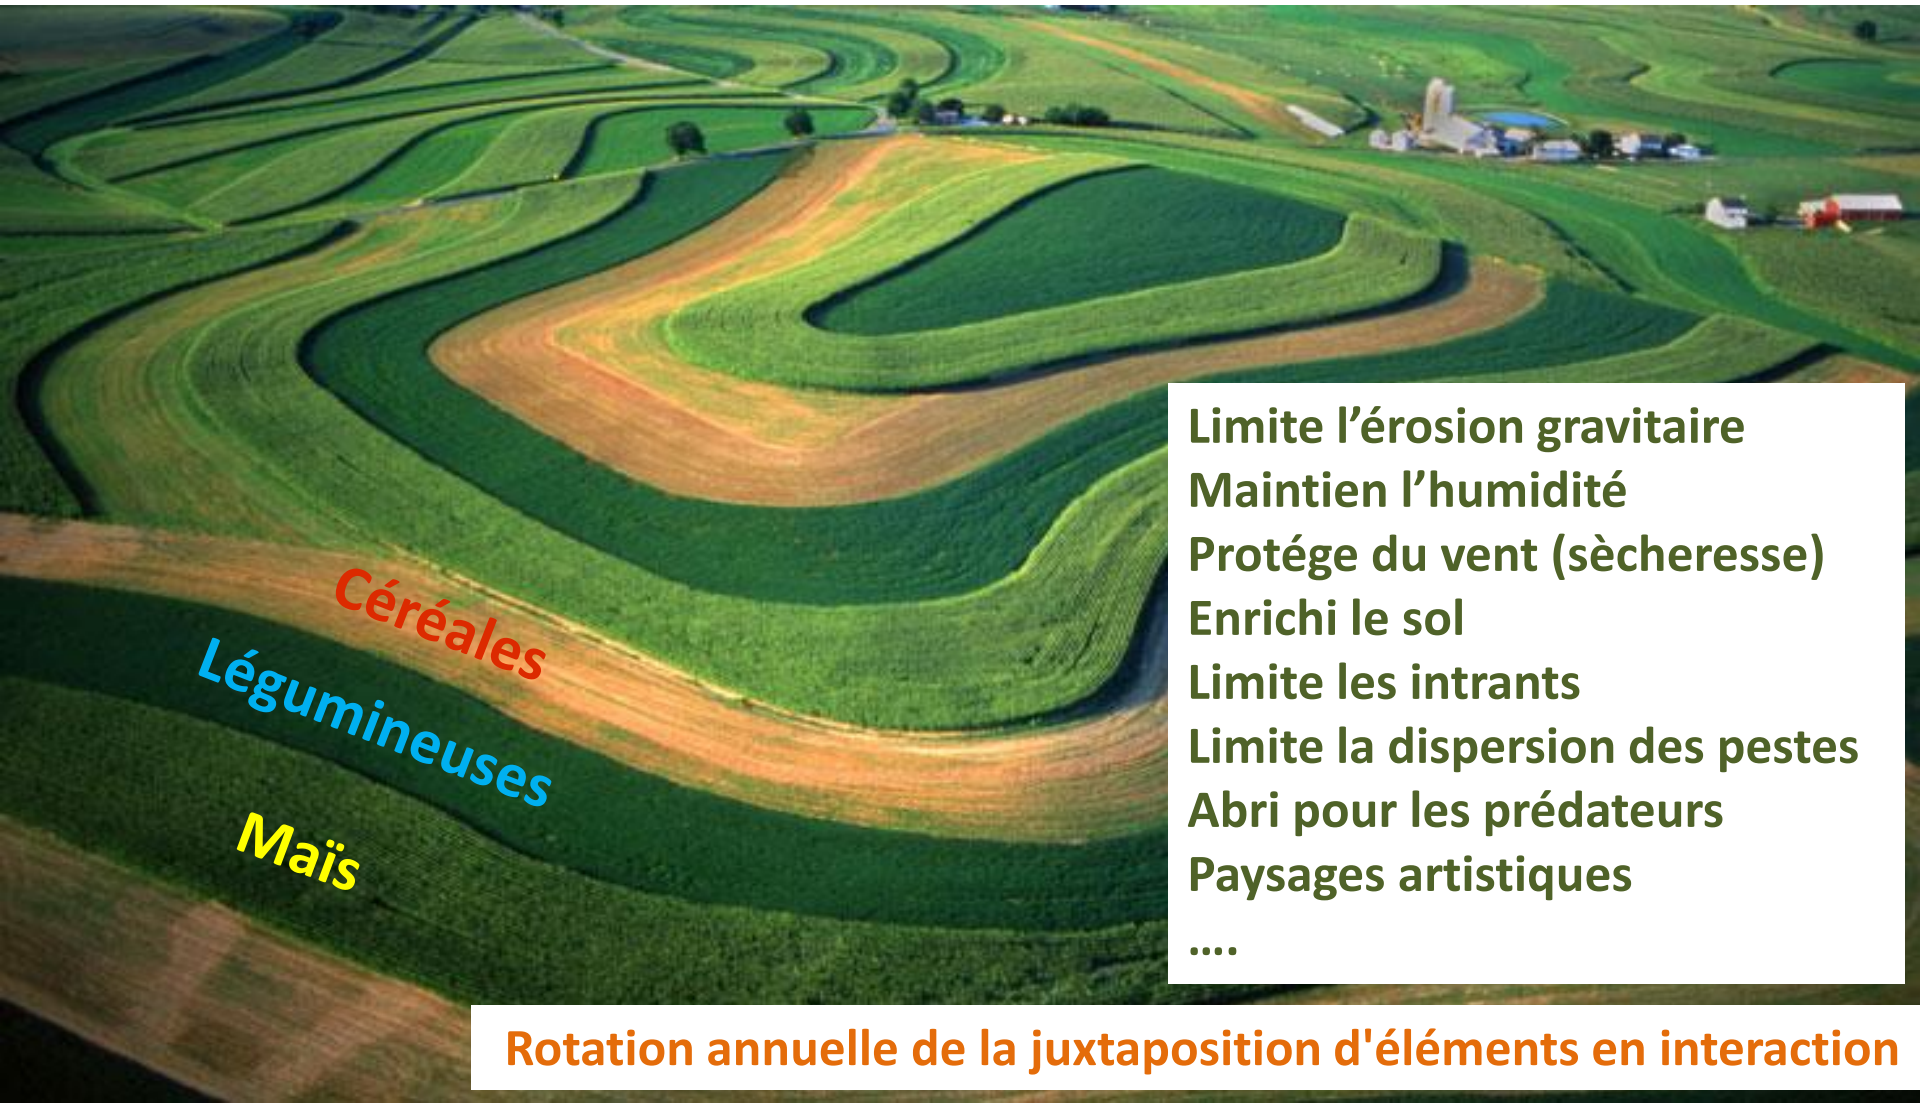 Limite l’érosion gravitaire
Maintien l’humidité
Protége du vent (sècheresse)
Enrichi le sol
Limite les intrants
Limite la dispersion des pestes
Abri pour les prédateurs
Paysages artistiques
….
Céréales
Légumineuses
Maïs
Rotation annuelle de la juxtaposition d'éléments en interaction